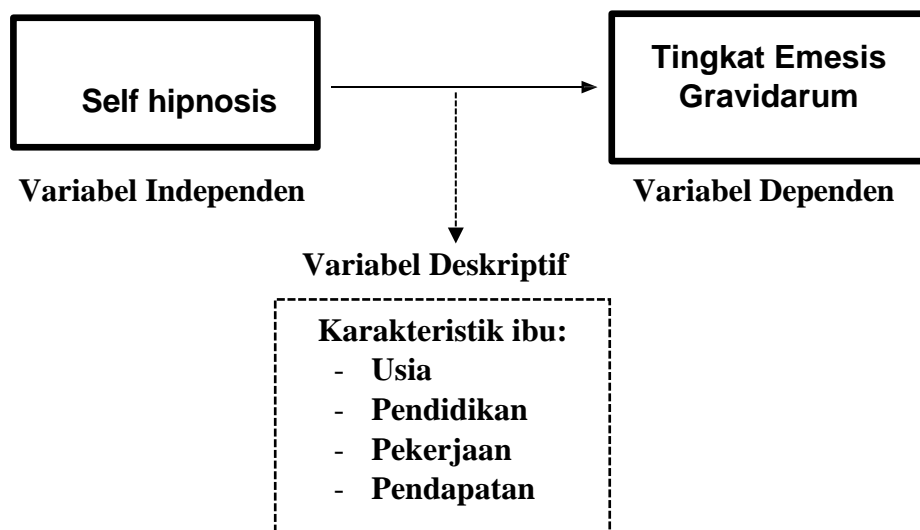 Self hipnosis
Tingkat Emesis
Gravidarum
Variabel Independen
Variabel Dependen
Variabel Deskriptif
Karakteristik ibu:
- Usia
- Pendidikan
- Pekerjaan
- Pendapatan